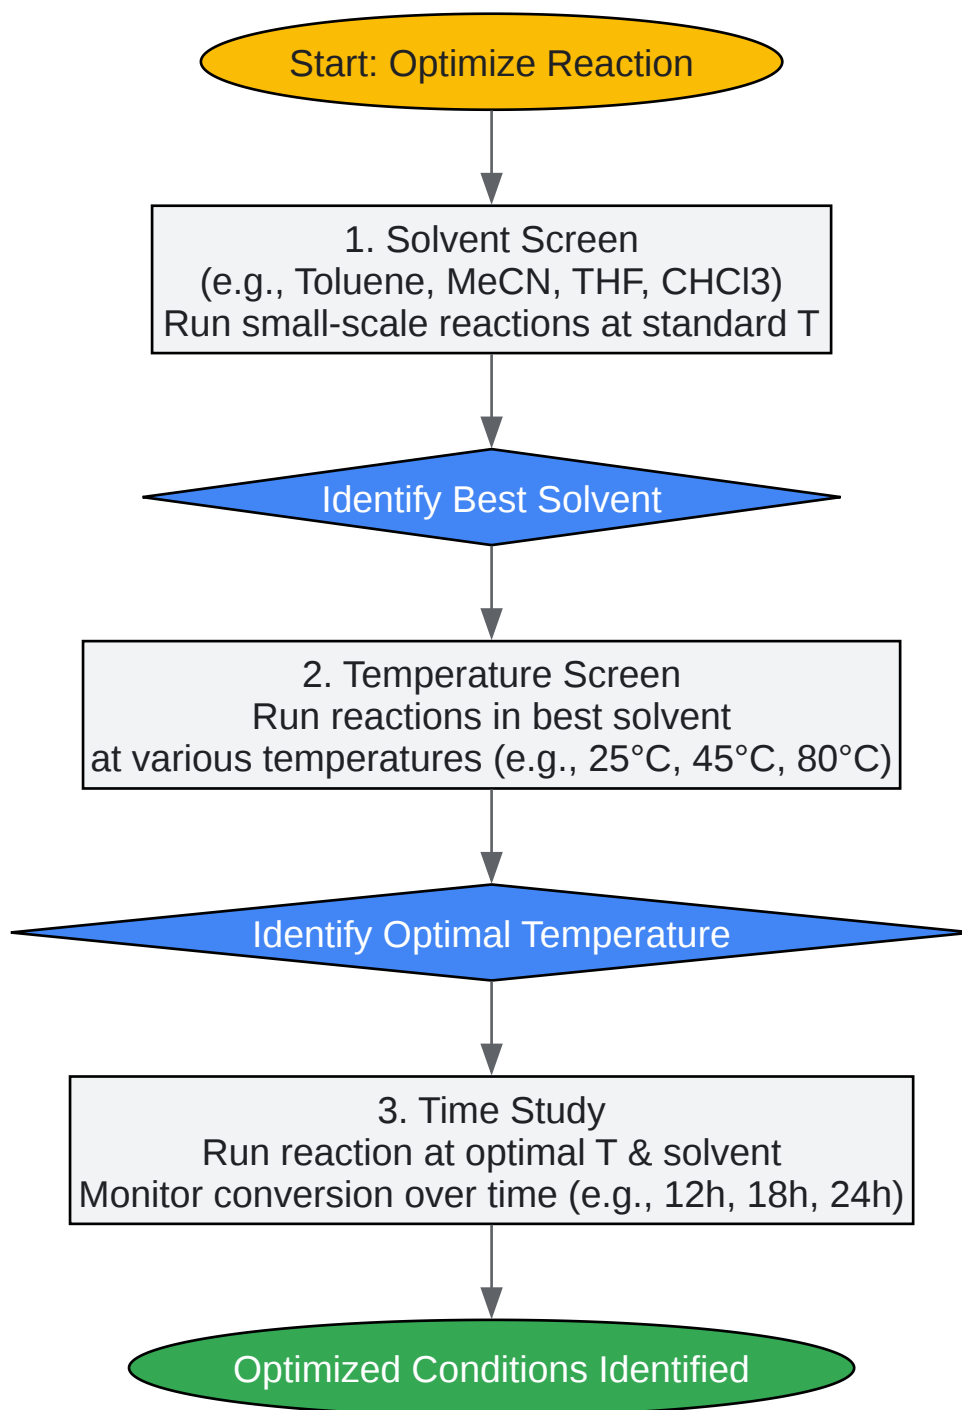 Start: Optimize Reaction
1. Solvent Screen
(e.g., Toluene, MeCN, THF, CHCl3)
Run small-scale reactions at standard T
Identify Best Solvent
2. Temperature Screen
Run reactions in best solvent
at various temperatures (e.g., 25°C, 45°C, 80°C)
Identify Optimal Temperature
3. Time Study
Run reaction at optimal T & solvent
Monitor conversion over time (e.g., 12h, 18h, 24h)
Optimized Conditions Identified